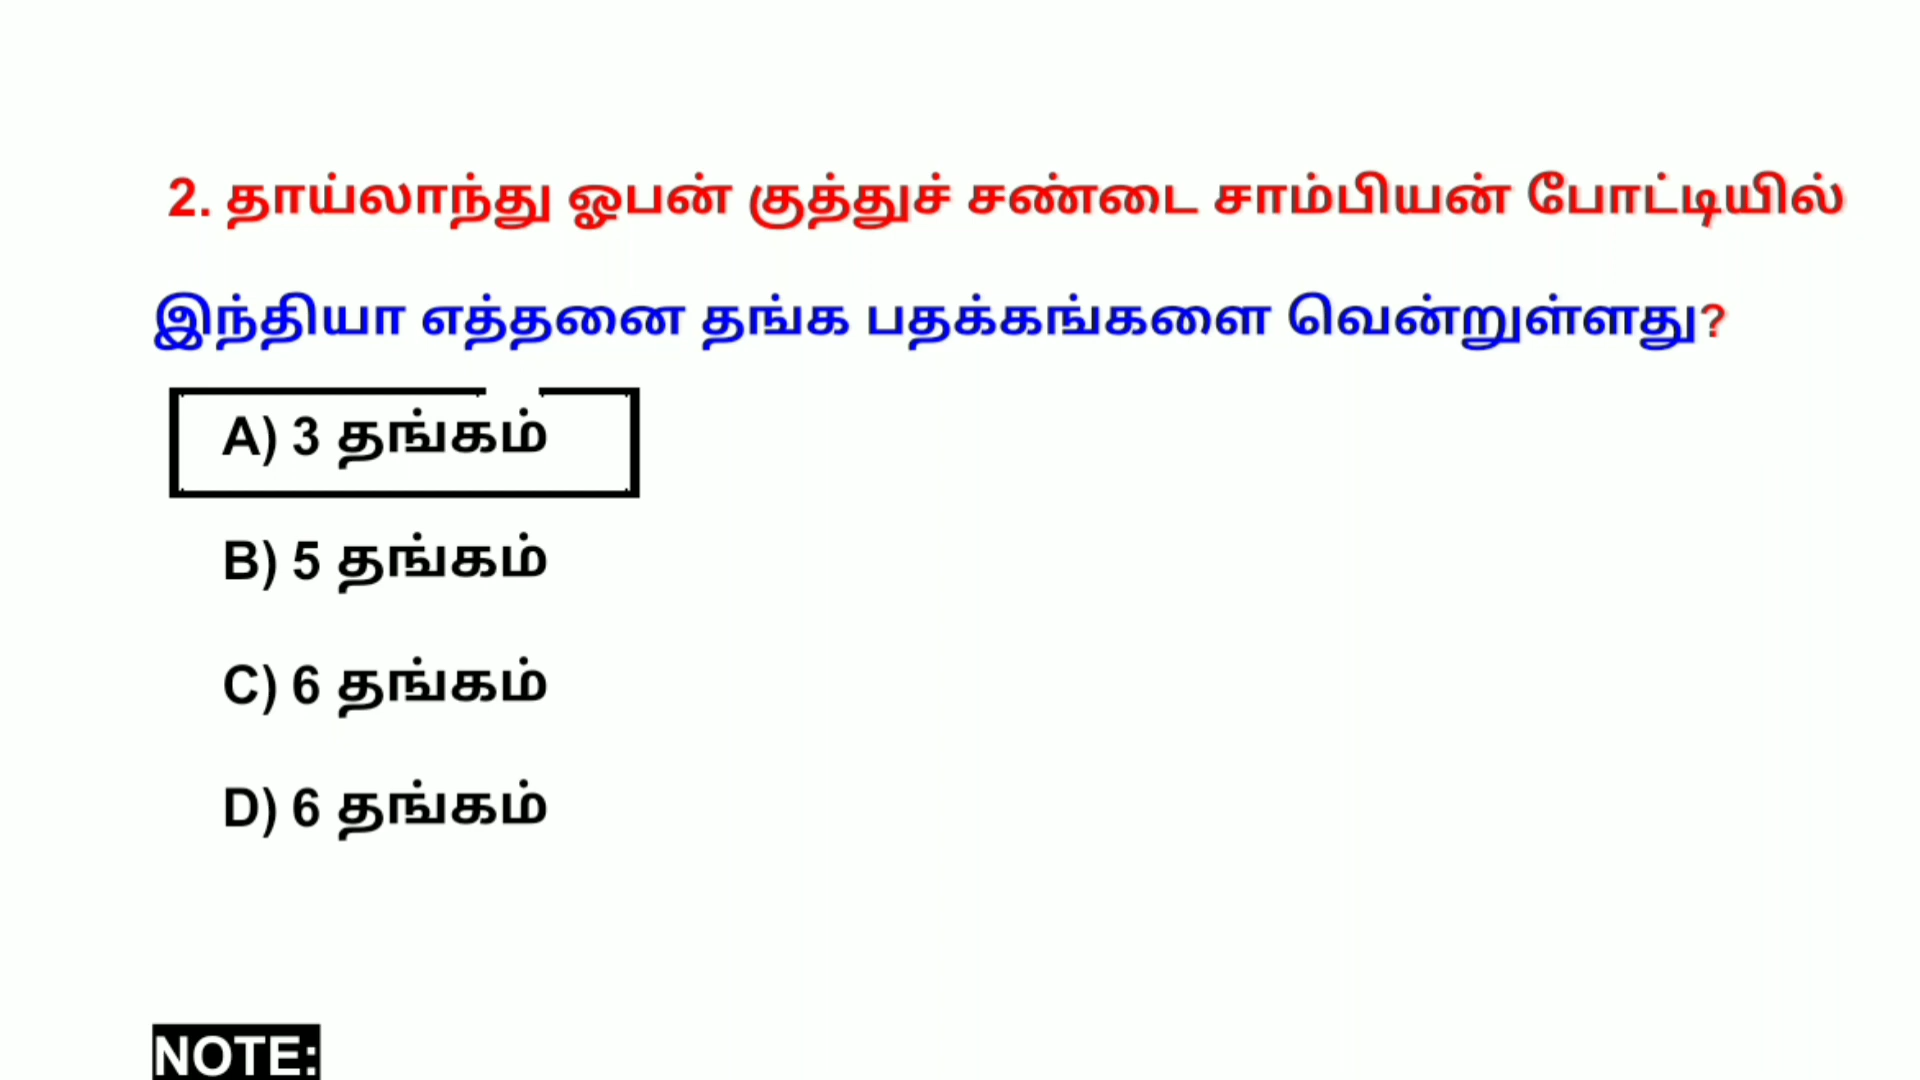 2. தாய்லாந்து ஓபன் குத்துச் சண்டை சாம்பியன் போட்டியில்
இந்தியா எத்தனை தங்க பதக்கங்களை வென்றுள்ளது?
A) 3 தங்கம்
B) 5 தங்கம்
C) 6 தங்கம்
D) 6 தங்கம்
NOTE: